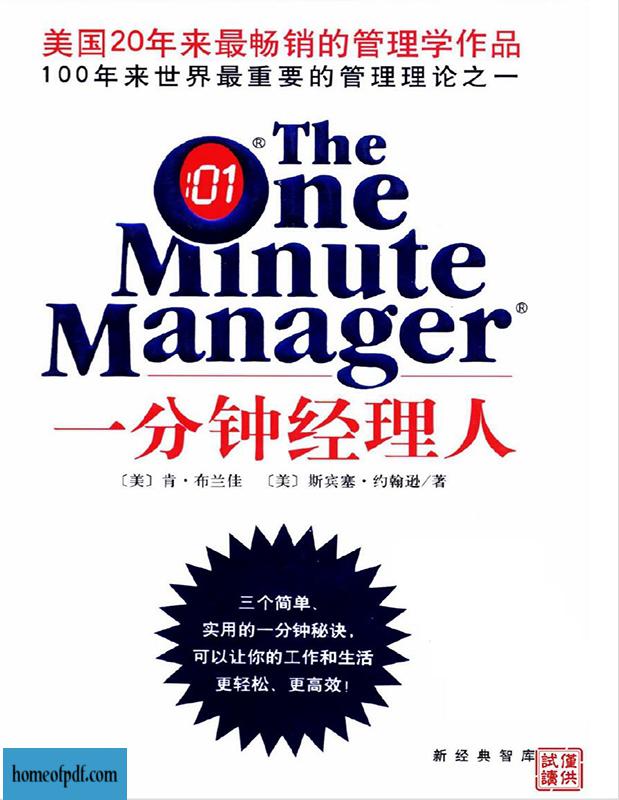 美国20年来最畅销的管理学作品
100年来世界最重要的管理理论之一
®The
:01
One
Minute
Manager®
一分钟经理人
〔美〕肯·布兰佳 〔美〕斯宾塞·约翰逊/著
三个简单、
实用的一分钟秘诀，
可以让你的工作和生活
更轻松、更高效！
新经典智库
僅供
試讀
homeofpdf.com